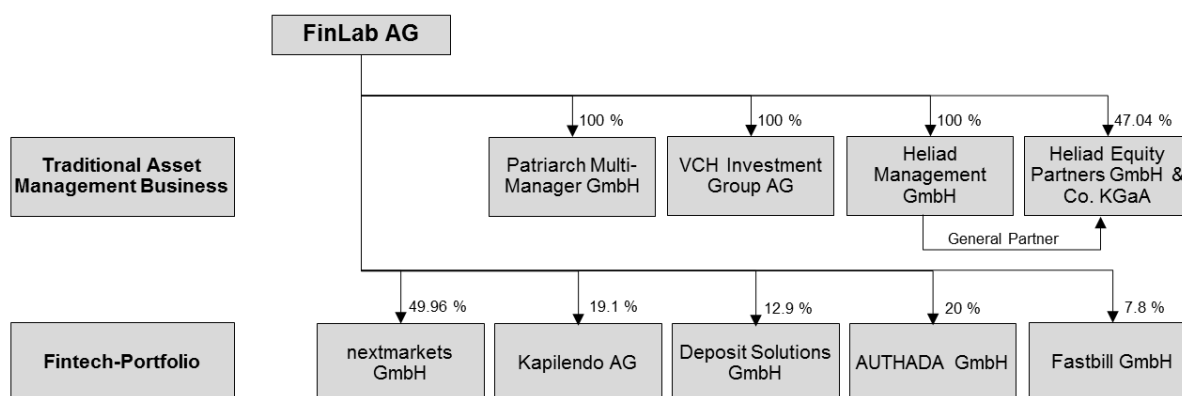 FinLab AG
100 %
100 %
100 %
47.04 %
Traditional Asset
Management Business
Patriarch Multi-
Manager GmbH
VCH Investment
Group AG
Heliad
Management
GmbH
Heliad Equity
Partners GmbH &
Co. KGaA
General Partner
49.96 %
19.1 %
12.9 %
20 %
7.8 %
Fintech-Portfolio
nextmarkets
GmbH
Kapilendo AG
Deposit Solutions
GmbH
AUTHADA GmbH
Fastbill GmbH